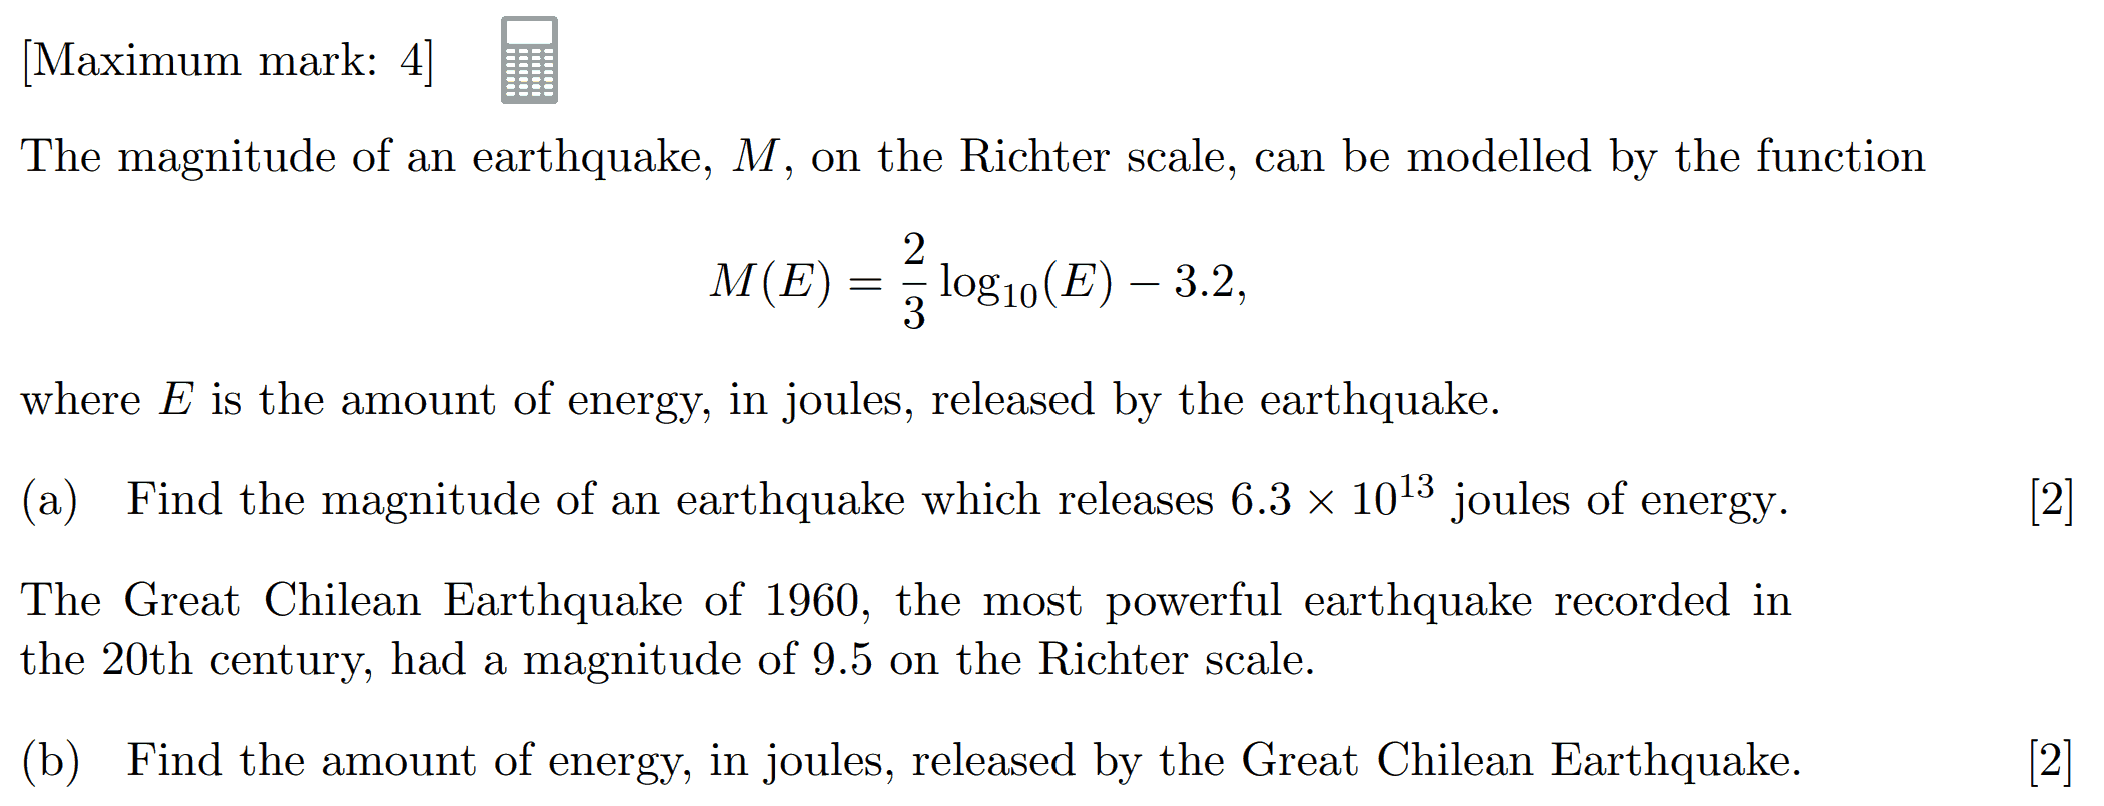 [Maximum mark: 4]
The magnitude of an earthquake, M, on the Richter scale, can be modelled by the function
M(E) = \frac{2}{3} \log_{10}(E) − 3.2,
where E is the amount of energy, in joules, released by the earthquake.
(a) Find the magnitude of an earthquake which releases 6.3 × 10^{13} joules of energy. [2]
The Great Chilean Earthquake of 1960, the most powerful earthquake recorded in
the 20th century, had a magnitude of 9.5 on the Richter scale.
(b) Find the amount of energy, in joules, released by the Great Chilean Earthquake. [2]